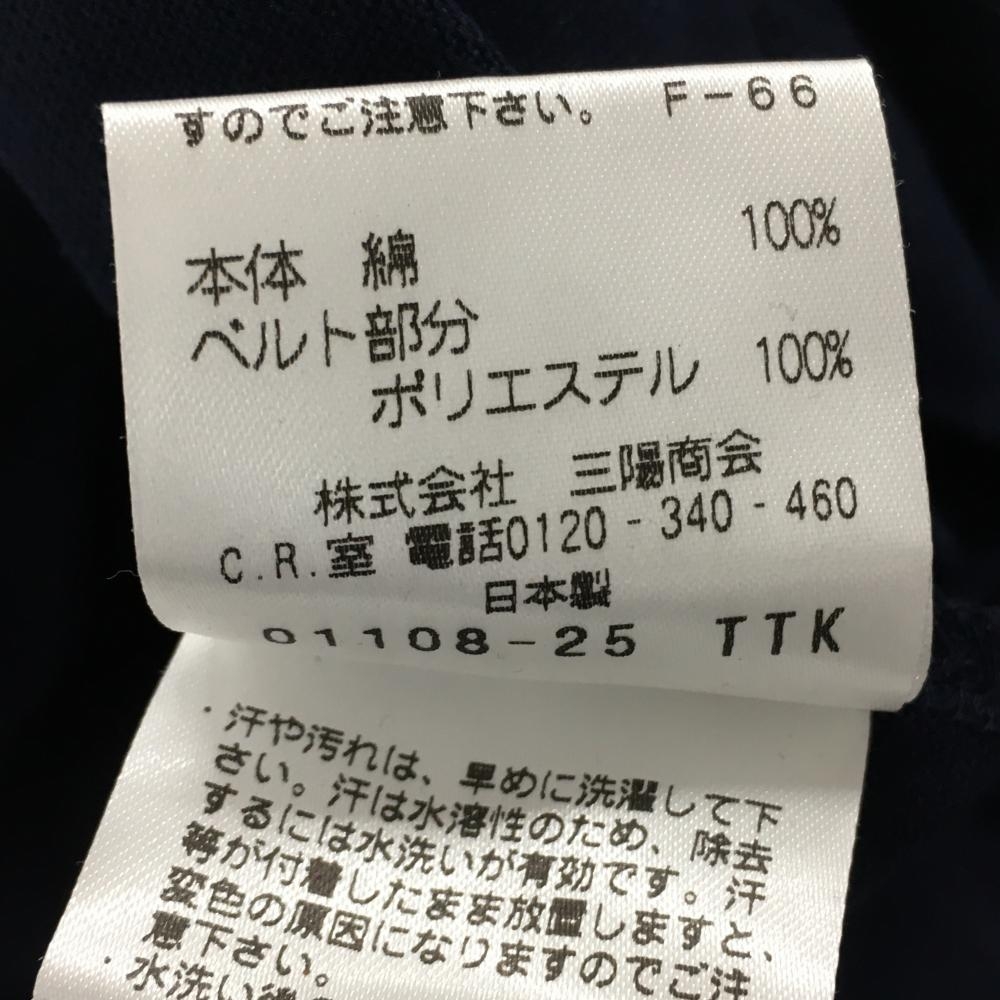 すのでご注意下さい。 F-66
本体 綿 100%
ベルト部分
ポリエステル 100%
株式会社 三陽商会
C.R.室 電話0120-340-460
日本製
01108-25 TTK
・汗や汚れは、早めに洗濯して下
さい。汗は水溶性のため、除去
するには水洗いが有効です。汗
等が付着したまま放置しますと、
変色の原因になりますのでご注
意下さい。
・水洗い後